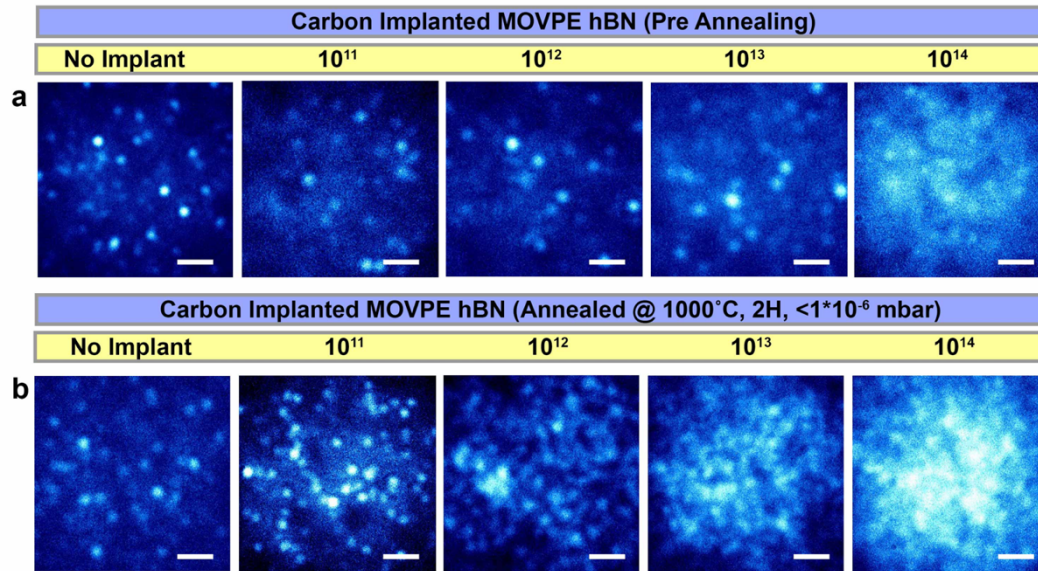 Carbon Implanted MOVPE hBN (Pre Annealing)
No Implant 10¹¹ 10¹² 10¹³ 10¹⁴
a
Carbon Implanted MOVPE hBN (Annealed @ 1000˚C, 2H, <1*10⁻⁶ mbar)
No Implant 10¹¹ 10¹² 10¹³ 10¹⁴
b